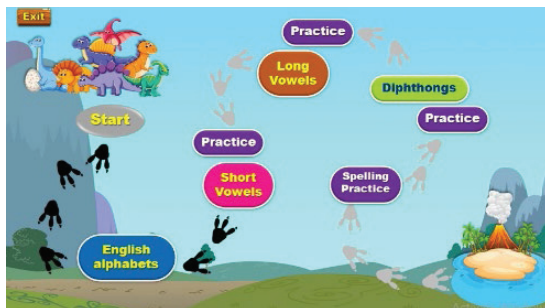 Exit
Practice
Long
Vowels
Diphthongs
Practice
Start
Practice
Short
Vowels
Spelling
Practice
English
alphabets